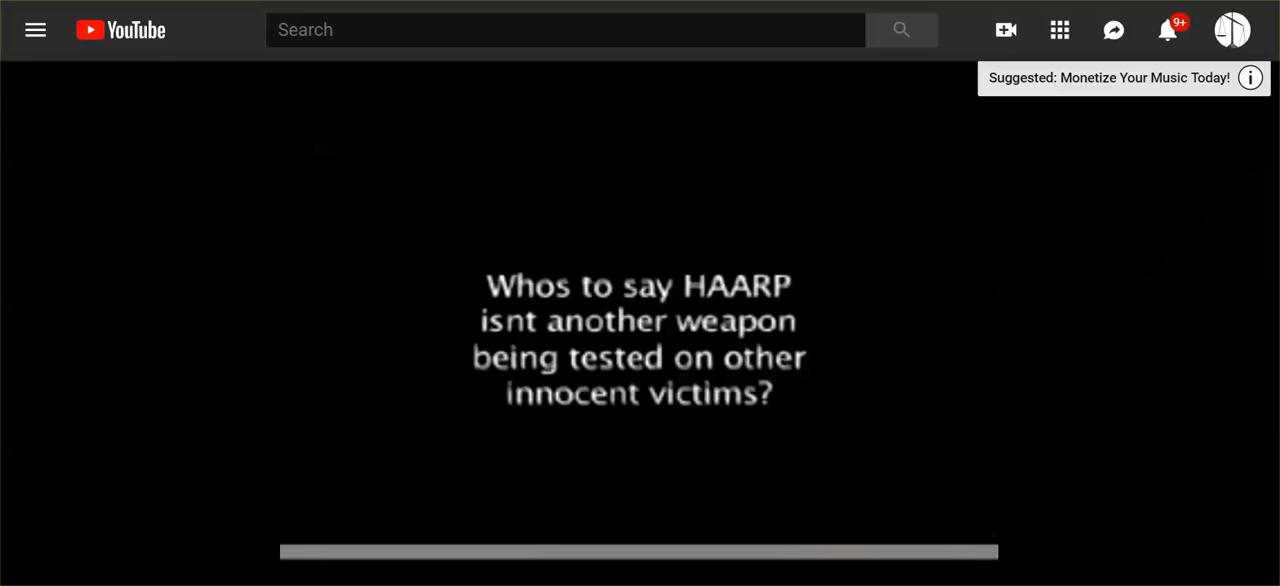 YouTube
Search
9+
Suggested: Monetize Your Music Today!
Whos to say HAARP
isnt another weapon
being tested on other
innocent victims?